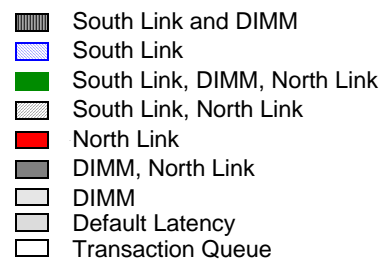 South Link and DIMM
South Link
South Link, DIMM, North Link
South Link, North Link
North Link
DIMM, North Link
DIMM
Default Latency
Transaction Queue